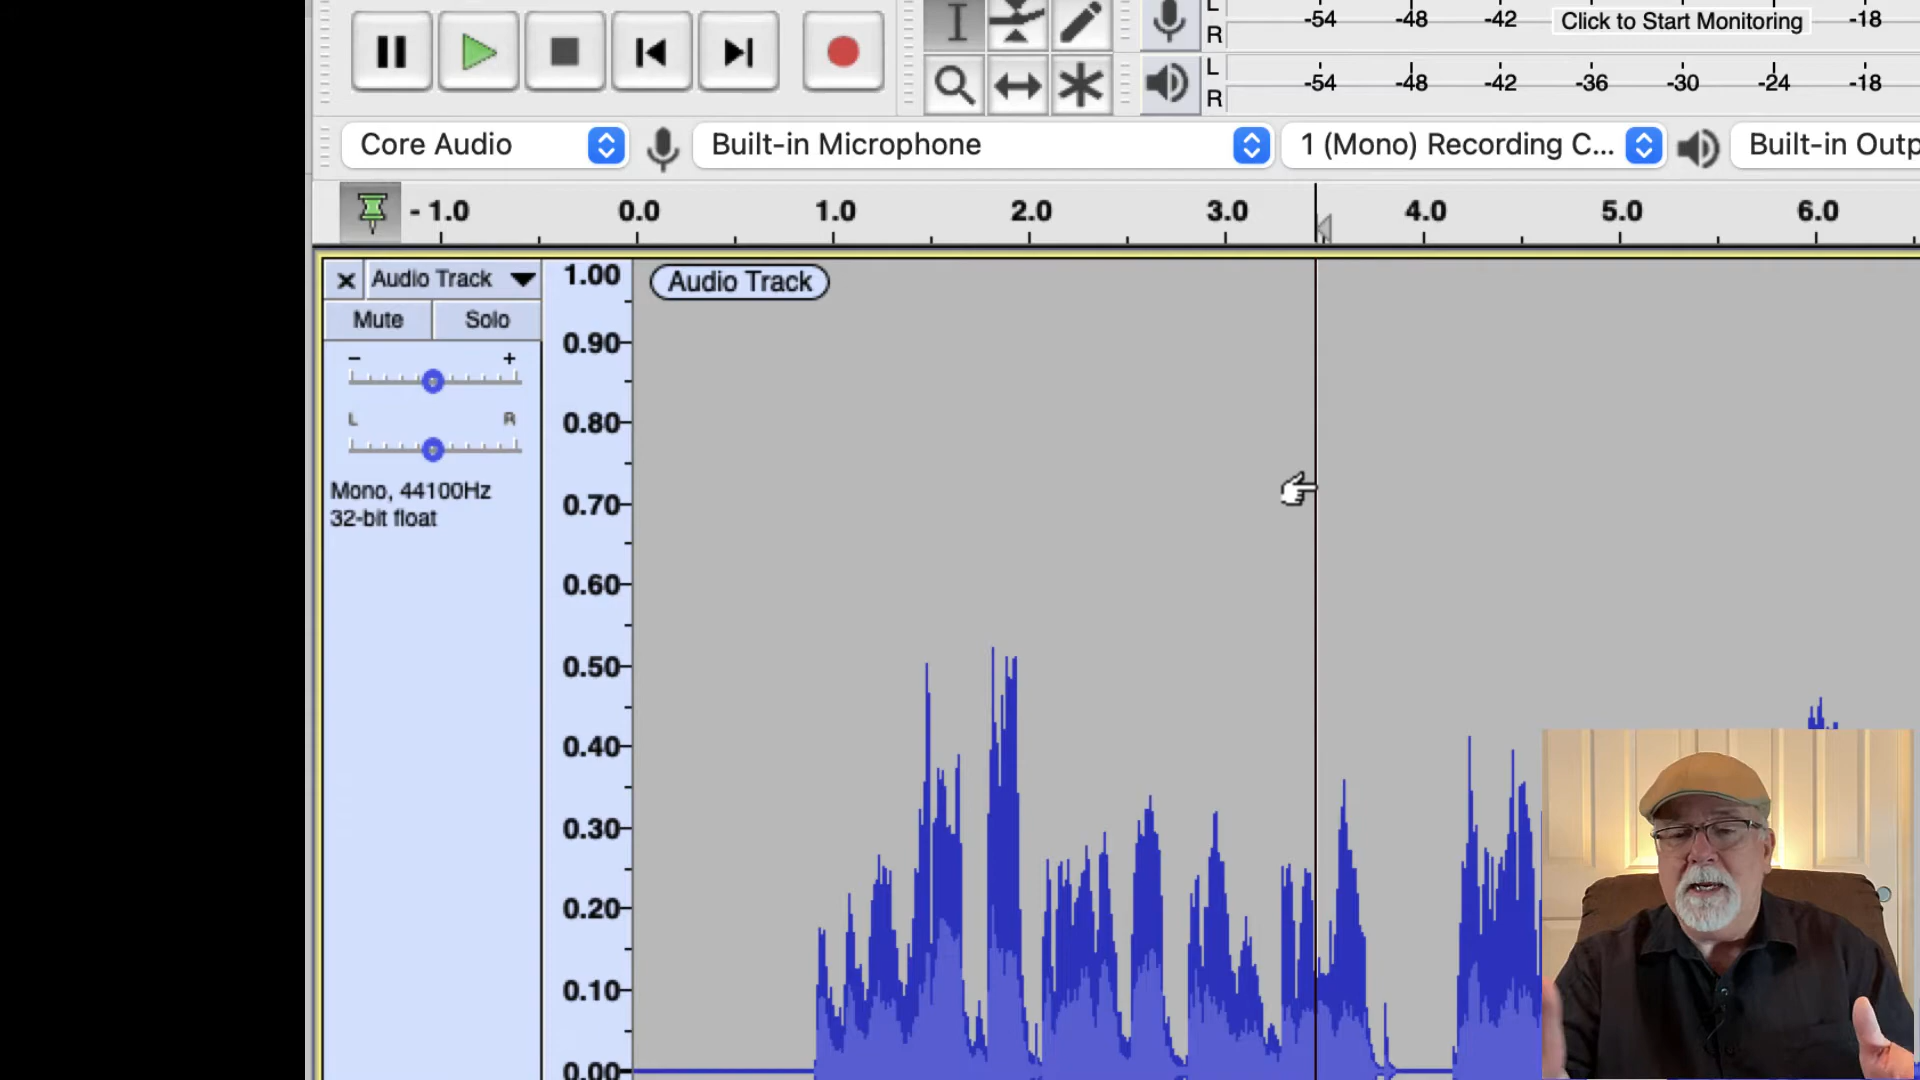 L
R
-54 -48 -42 Click to Start Monitoring -18
L
R
-54 -48 -42 -36 -30 -24 -18
Core Audio
Built-in Microphone
1 (Mono) Recording C...
Built-in Outp
- 1.0 0.0 1.0 2.0 3.0 4.0 5.0 6.0
Audio Track
Mute Solo
- +
L R
Mono, 44100Hz
32-bit float
1.00
0.90
0.80
0.70
0.60
0.50
0.40
0.30
0.20
0.10
0.00
Audio Track